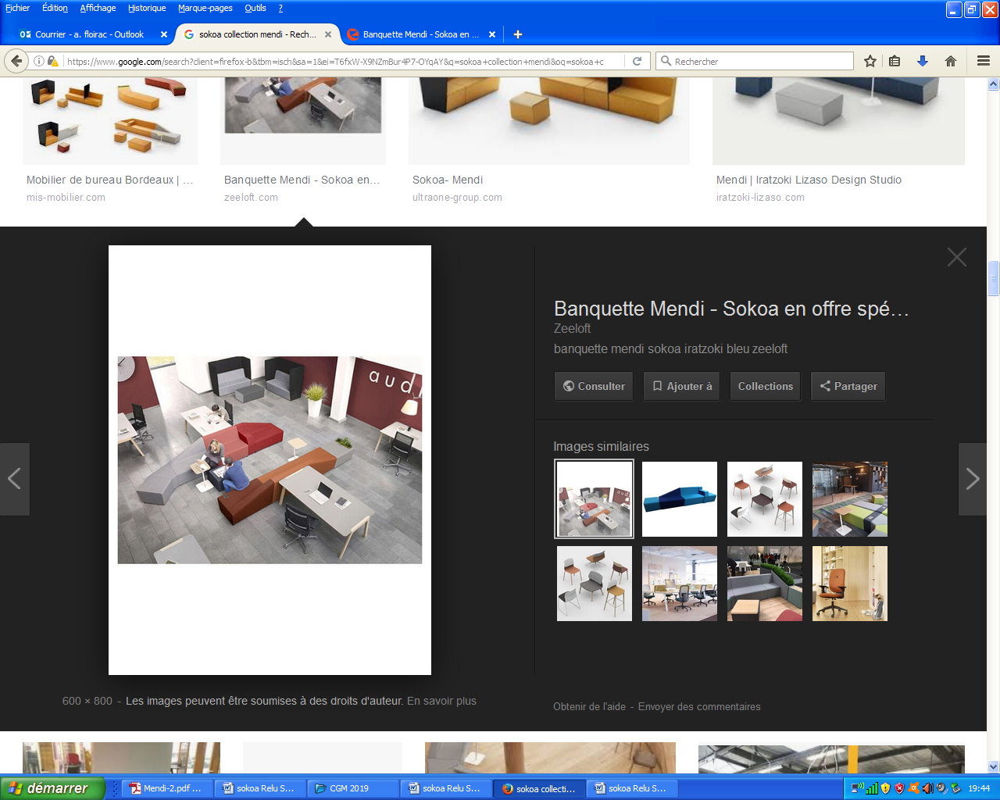 Fichier Édition Affichage Historique Marque-pages Outils ?
Courrier - a. floirac - Outlook
sokoa collection mendi - Rech...
Banquette Mendi - Sokoa en ...
https://www.google.com/search?client=firefox-b&tbm=isch&sa=1&ei=T6fxW-X9NZmBur4P7-OYqAY&q=sokoa+collection+mendi&oq=sokoa+c
Rechercher
Mobilier de bureau Bordeaux | ...
mis-mobilier.com
Banquette Mendi - Sokoa en...
zeeloft.com
Sokoa- Mendi
ultraone-group.com
Mendi | Iratzoki Lizaso Design Studio
iratzoki-lizaso.com
audi
Banquette Mendi - Sokoa en offre spé...
Zeeloft
banquette mendi sokoa iratzoki bleu zeeloft
Consulter
Ajouter à
Collections
Partager
Images similaires
600 × 800 - Les images peuvent être soumises à des droits d'auteur. En savoir plus
Obtenir de l'aide - Envoyer des commentaires
démarrer
Mendi-2.pdf ...
sokoa Relu S...
CGM 2019
sokoa Relu S...
sokoa collecti...
sokoa Relu S...
19:44